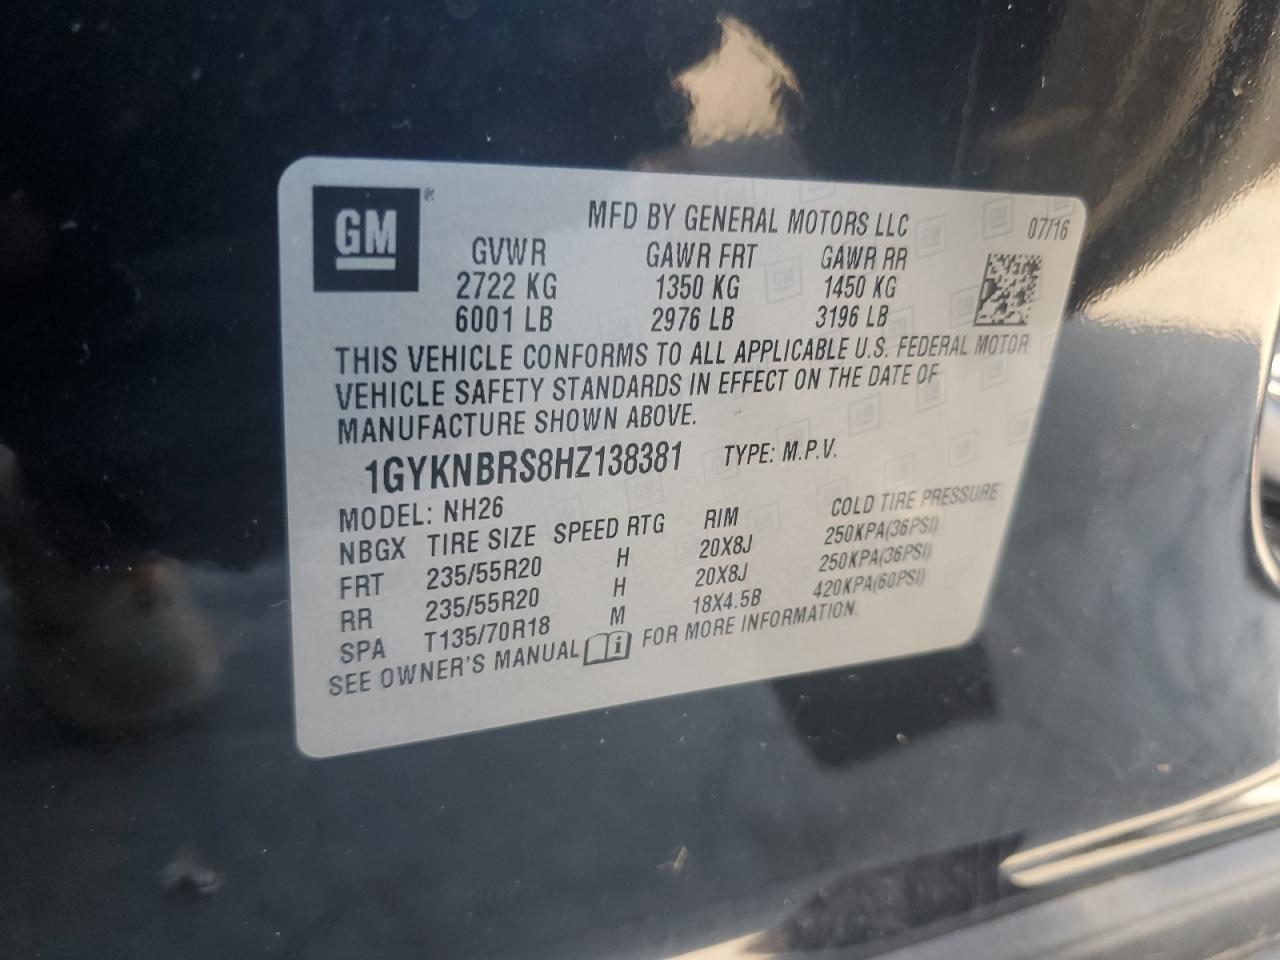 GM®
MFD BY GENERAL MOTORS LLC 07/16
GVWR GAWR FRT GAWR RR
2722 KG 1350 KG 1450 KG
6001 LB 2976 LB 3196 LB
THIS VEHICLE CONFORMS TO ALL APPLICABLE U.S. FEDERAL MOTOR
VEHICLE SAFETY STANDARDS IN EFFECT ON THE DATE OF
MANUFACTURE SHOWN ABOVE.
1GYKNBRS8HZ138381 TYPE: M.P.V.
MODEL: NH26
NBGX TIRE SIZE SPEED RTG RIM COLD TIRE PRESSURE
FRT 235/55R20 H 20X8J 250KPA(36PSI)
RR 235/55R20 H 20X8J 250KPA(36PSI)
SPA T135/70R18 M 18X4.5B 420KPA(60PSI)
SEE OWNER'S MANUAL FOR MORE INFORMATION.